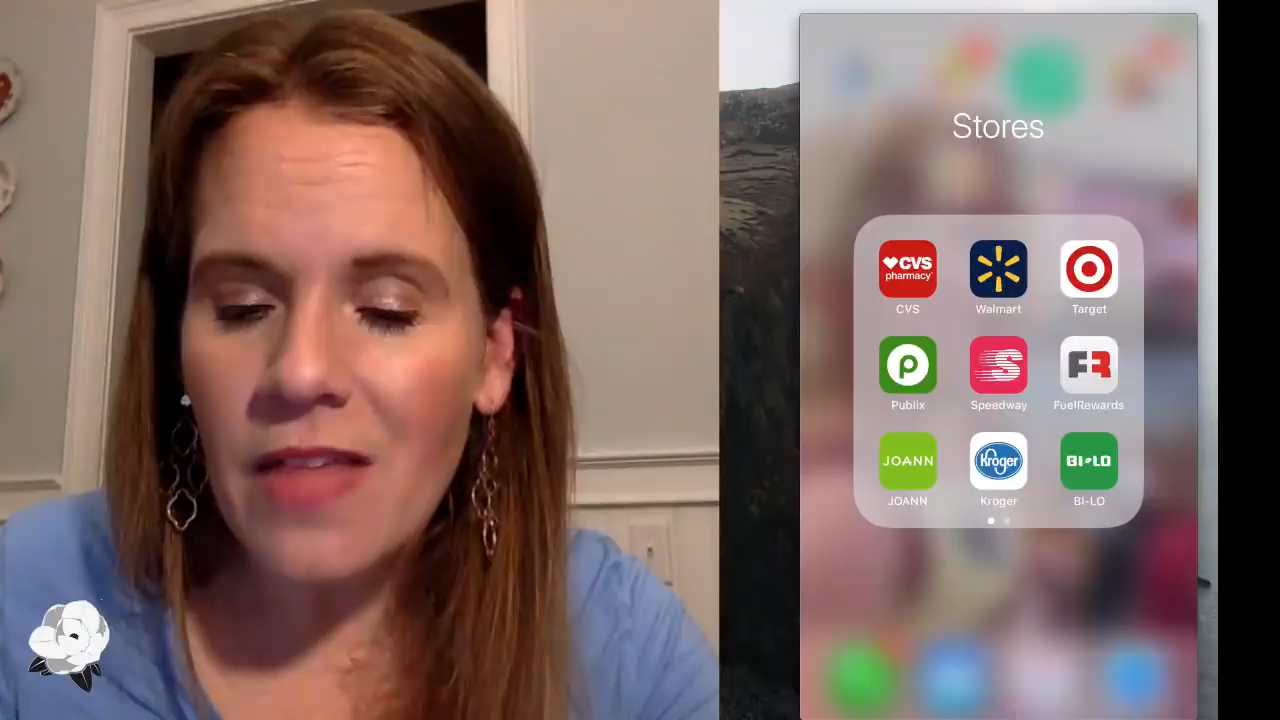 Stores
CVS
pharmacy
CVS
Walmart
Target
Publix
Speedway
FuelRewards
JOANN
Kroger
BI-LO
JOANN
Kroger
BI-LO